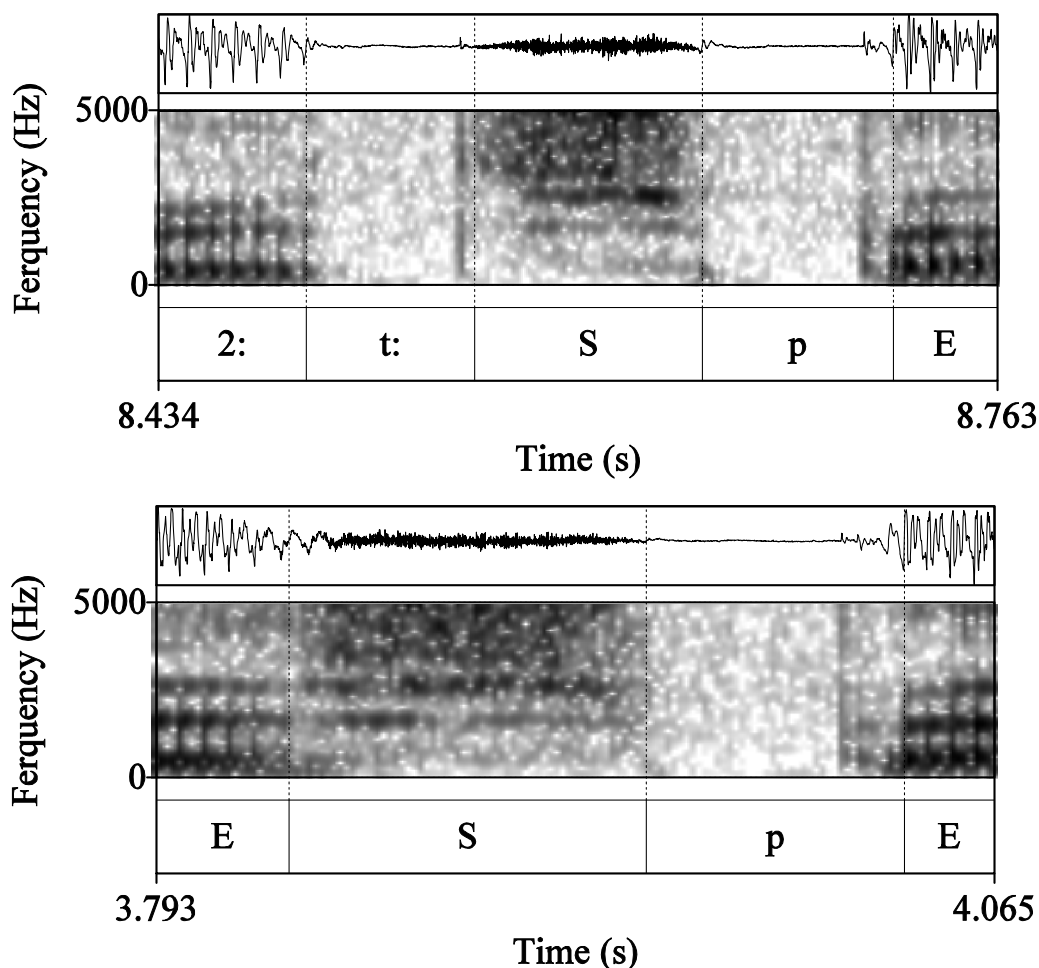 5000
Ferquency (Hz)
0
2: t: S p E
8.434 8.763
Time (s)
5000
Ferquency (Hz)
0
E S p E
3.793 4.065
Time (s)